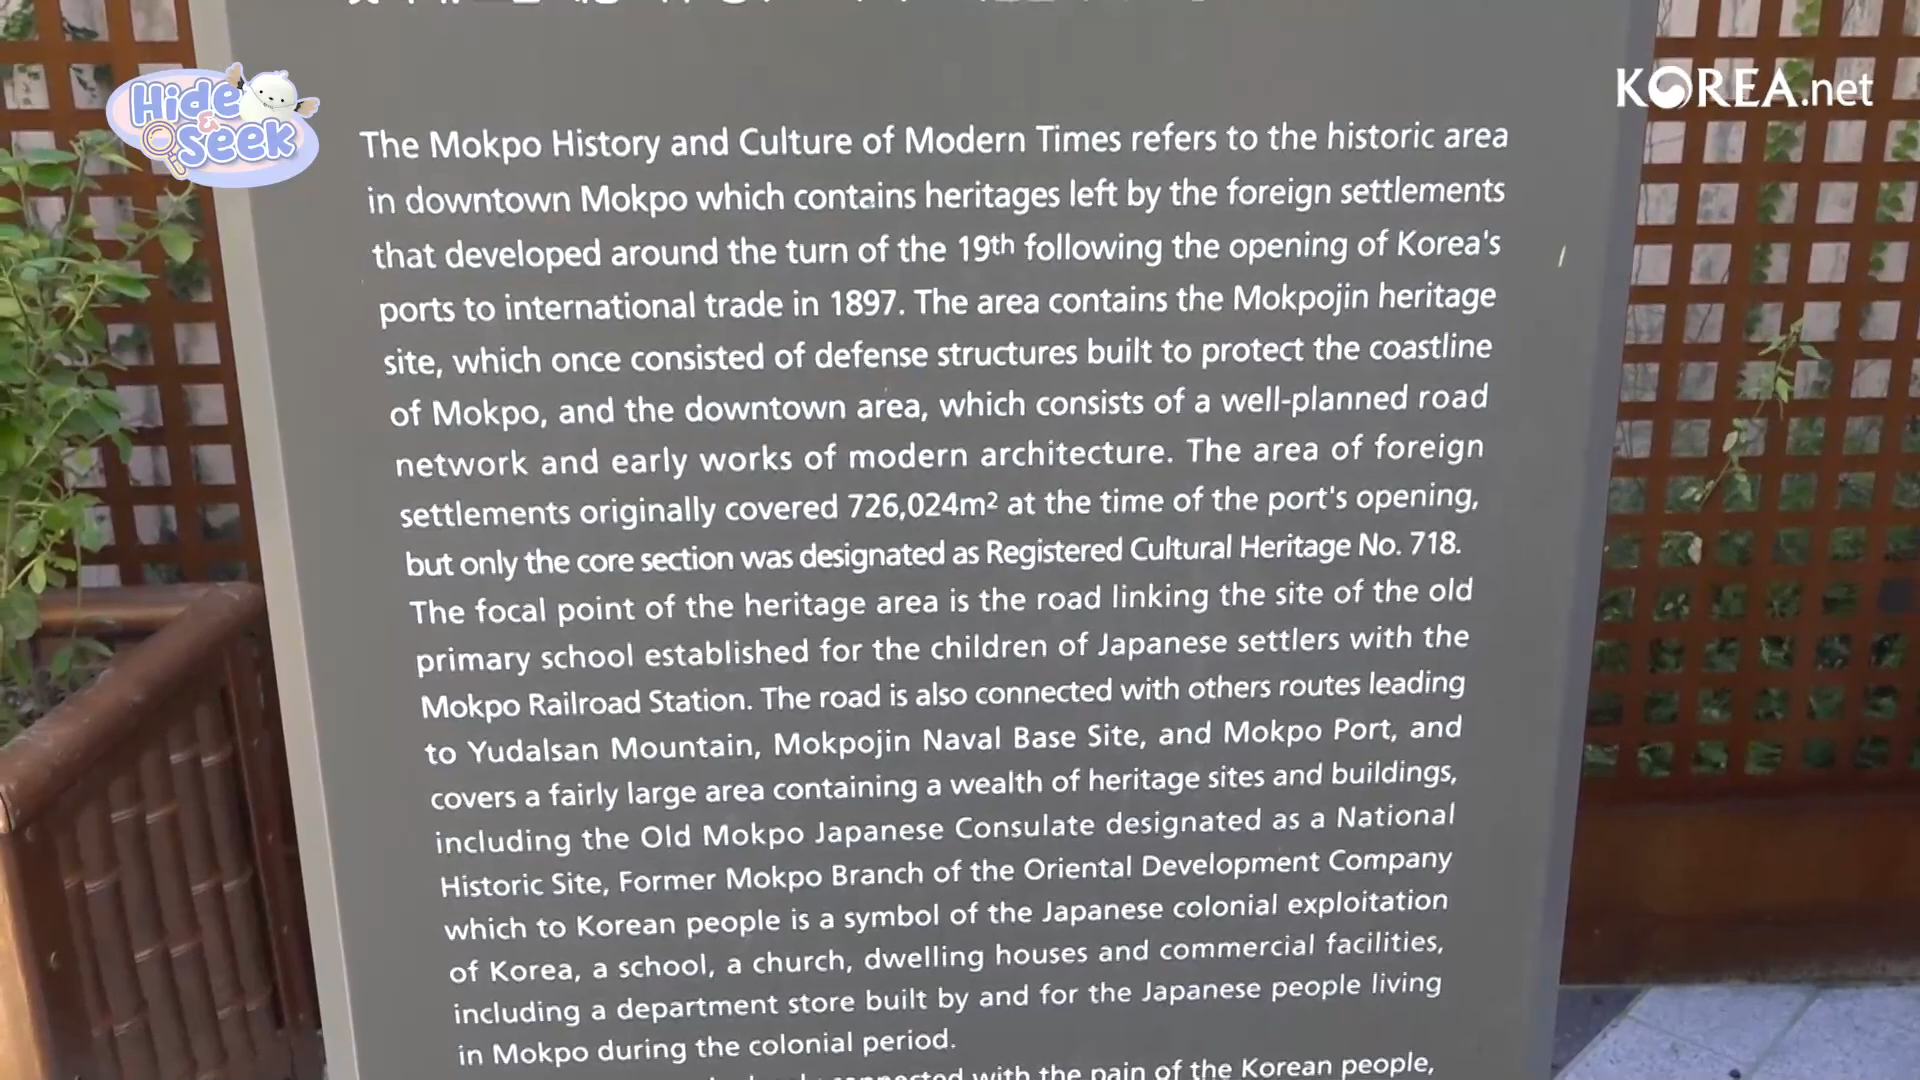 Hide
&
Seek
KOREA.net
The Mokpo History and Culture of Modern Times refers to the historic area
in downtown Mokpo which contains heritages left by the foreign settlements
that developed around the turn of the 19th following the opening of Korea's
ports to international trade in 1897. The area contains the Mokpojin heritage
site, which once consisted of defense structures built to protect the coastline
of Mokpo, and the downtown area, which consists of a well-planned road
network and early works of modern architecture. The area of foreign
settlements originally covered 726,024m² at the time of the port's opening,
but only the core section was designated as Registered Cultural Heritage No. 718.
The focal point of the heritage area is the road linking the site of the old
primary school established for the children of Japanese settlers with the
Mokpo Railroad Station. The road is also connected with others routes leading
to Yudalsan Mountain, Mokpojin Naval Base Site, and Mokpo Port, and
covers a fairly large area containing a wealth of heritage sites and buildings,
including the Old Mokpo Japanese Consulate designated as a National
Historic Site, Former Mokpo Branch of the Oriental Development Company
which to Korean people is a symbol of the Japanese colonial exploitation
of Korea, a school, a church, dwelling houses and commercial facilities,
including a department store built by and for the Japanese people living
in Mokpo during the colonial period.
connected with the pain of the Korean people,